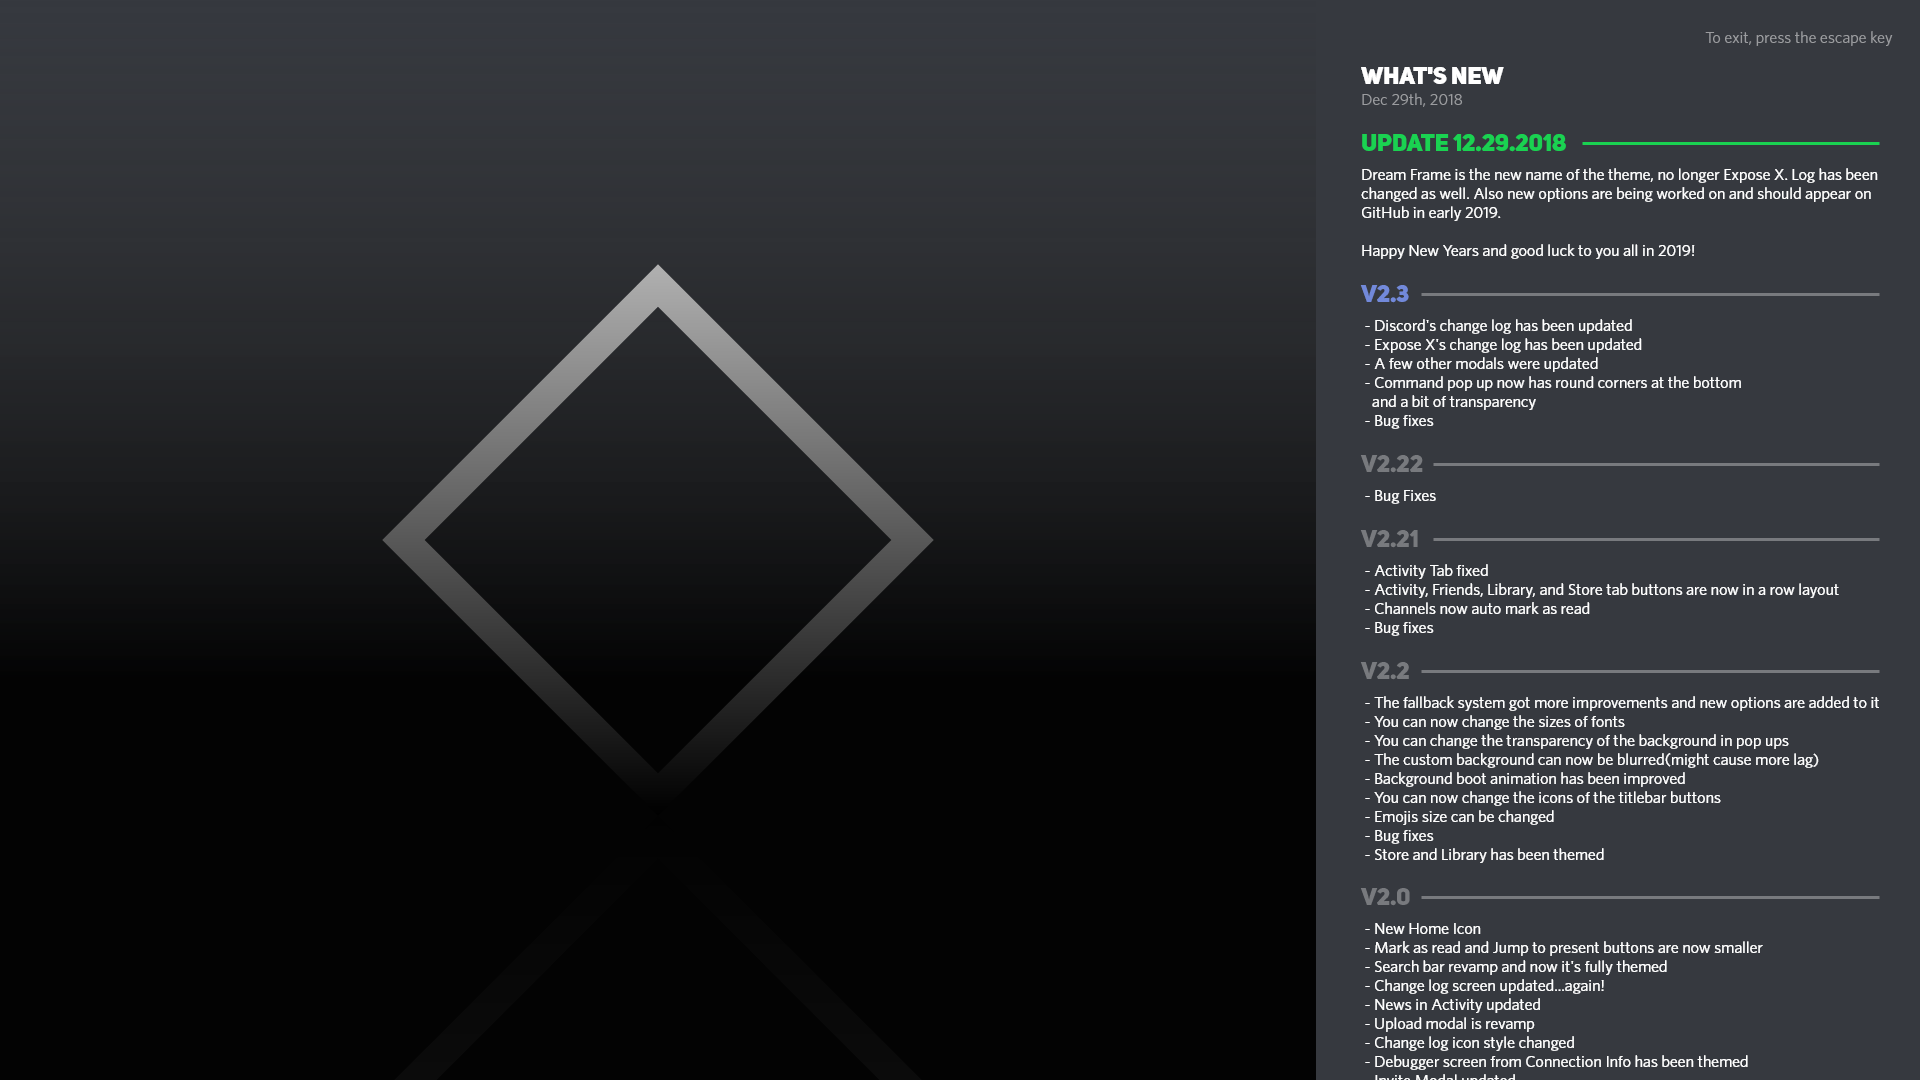 To exit, press the escape key
WHAT'S NEW
Dec 29th, 2018
UPDATE 12.29.2018
Dream Frame is the new name of the theme, no longer Expose X. Log has been
changed as well. Also new options are being worked on and should appear on
GitHub in early 2019.
Happy New Years and good luck to you all in 2019!
V2.3
- Discord's change log has been updated
- Expose X's change log has been updated
- A few other modals were updated
- Command pop up now has round corners at the bottom
and a bit of transparency
- Bug fixes
V2.22
- Bug Fixes
V2.21
- Activity Tab fixed
- Activity, Friends, Library, and Store tab buttons are now in a row layout
- Channels now auto mark as read
- Bug fixes
V2.2
- The fallback system got more improvements and new options are added to it
- You can now change the sizes of fonts
- You can change the transparency of the background in pop ups
- The custom background can now be blurred(might cause more lag)
- Background boot animation has been improved
- You can now change the icons of the titlebar buttons
- Emojis size can be changed
- Bug fixes
- Store and Library has been themed
V2.0
- New Home Icon
- Mark as read and Jump to present buttons are now smaller
- Search bar revamp and now it's fully themed
- Change log screen updated...again!
- News in Activity updated
- Upload modal is revamp
- Change log icon style changed
- Debugger screen from Connection Info has been themed
- Invite Modal updated